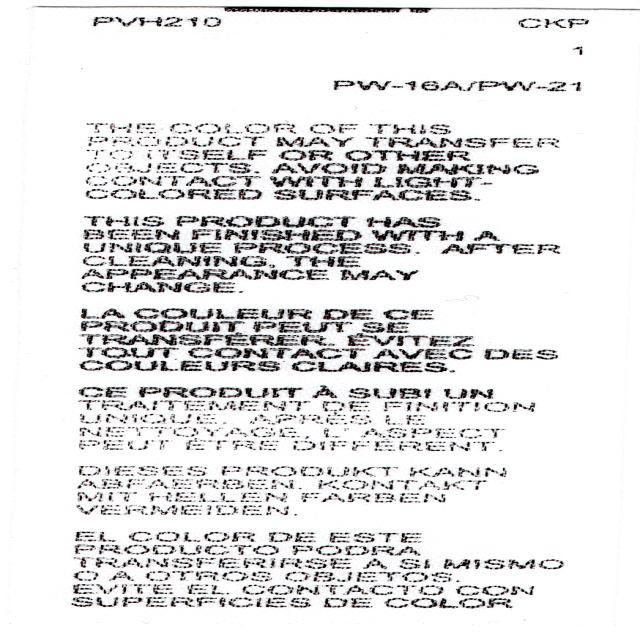 PVH210 CKP
1
PW-16A/PW-21
THE COLOR OF THIS
PRODUCT MAY TRANSFER
TO ITSELF OR OTHER
OBJECTS. AVOID MAKING
CONTACT WITH LIGHT-
COLORED SURFACES.
THIS PRODUCT HAS
BEEN FINISHED WITH A
UNIQUE PROCESS. AFTER
CLEANING, THE
APPEARANCE MAY
CHANGE.
LA COULEUR DE CE
PRODUIT PEUT SE
TRANSFÉRER. ÉVITEZ
TOUT CONTACT AVEC DES
COULEURS CLAIRES.
CE PRODUIT À SUBI UN
TRAITEMENT DE FINITION
UNIQUE. APRÈS LE
NETTOYAGE, L'ASPECT
PEUT ÊTRE DIFFÉRENT.
DIESES PRODUKT KANN
ABFAERBEN. KONTAKT
MIT HELLEN FARBEN
VERMEIDEN.
EL COLOR DE ESTE
PRODUCTO PODRA
TRANSFERIRSE A SI MISMO
O A OTROS OBJETOS.
EVITE EL CONTACTO CON
SUPERFICIES DE COLOR